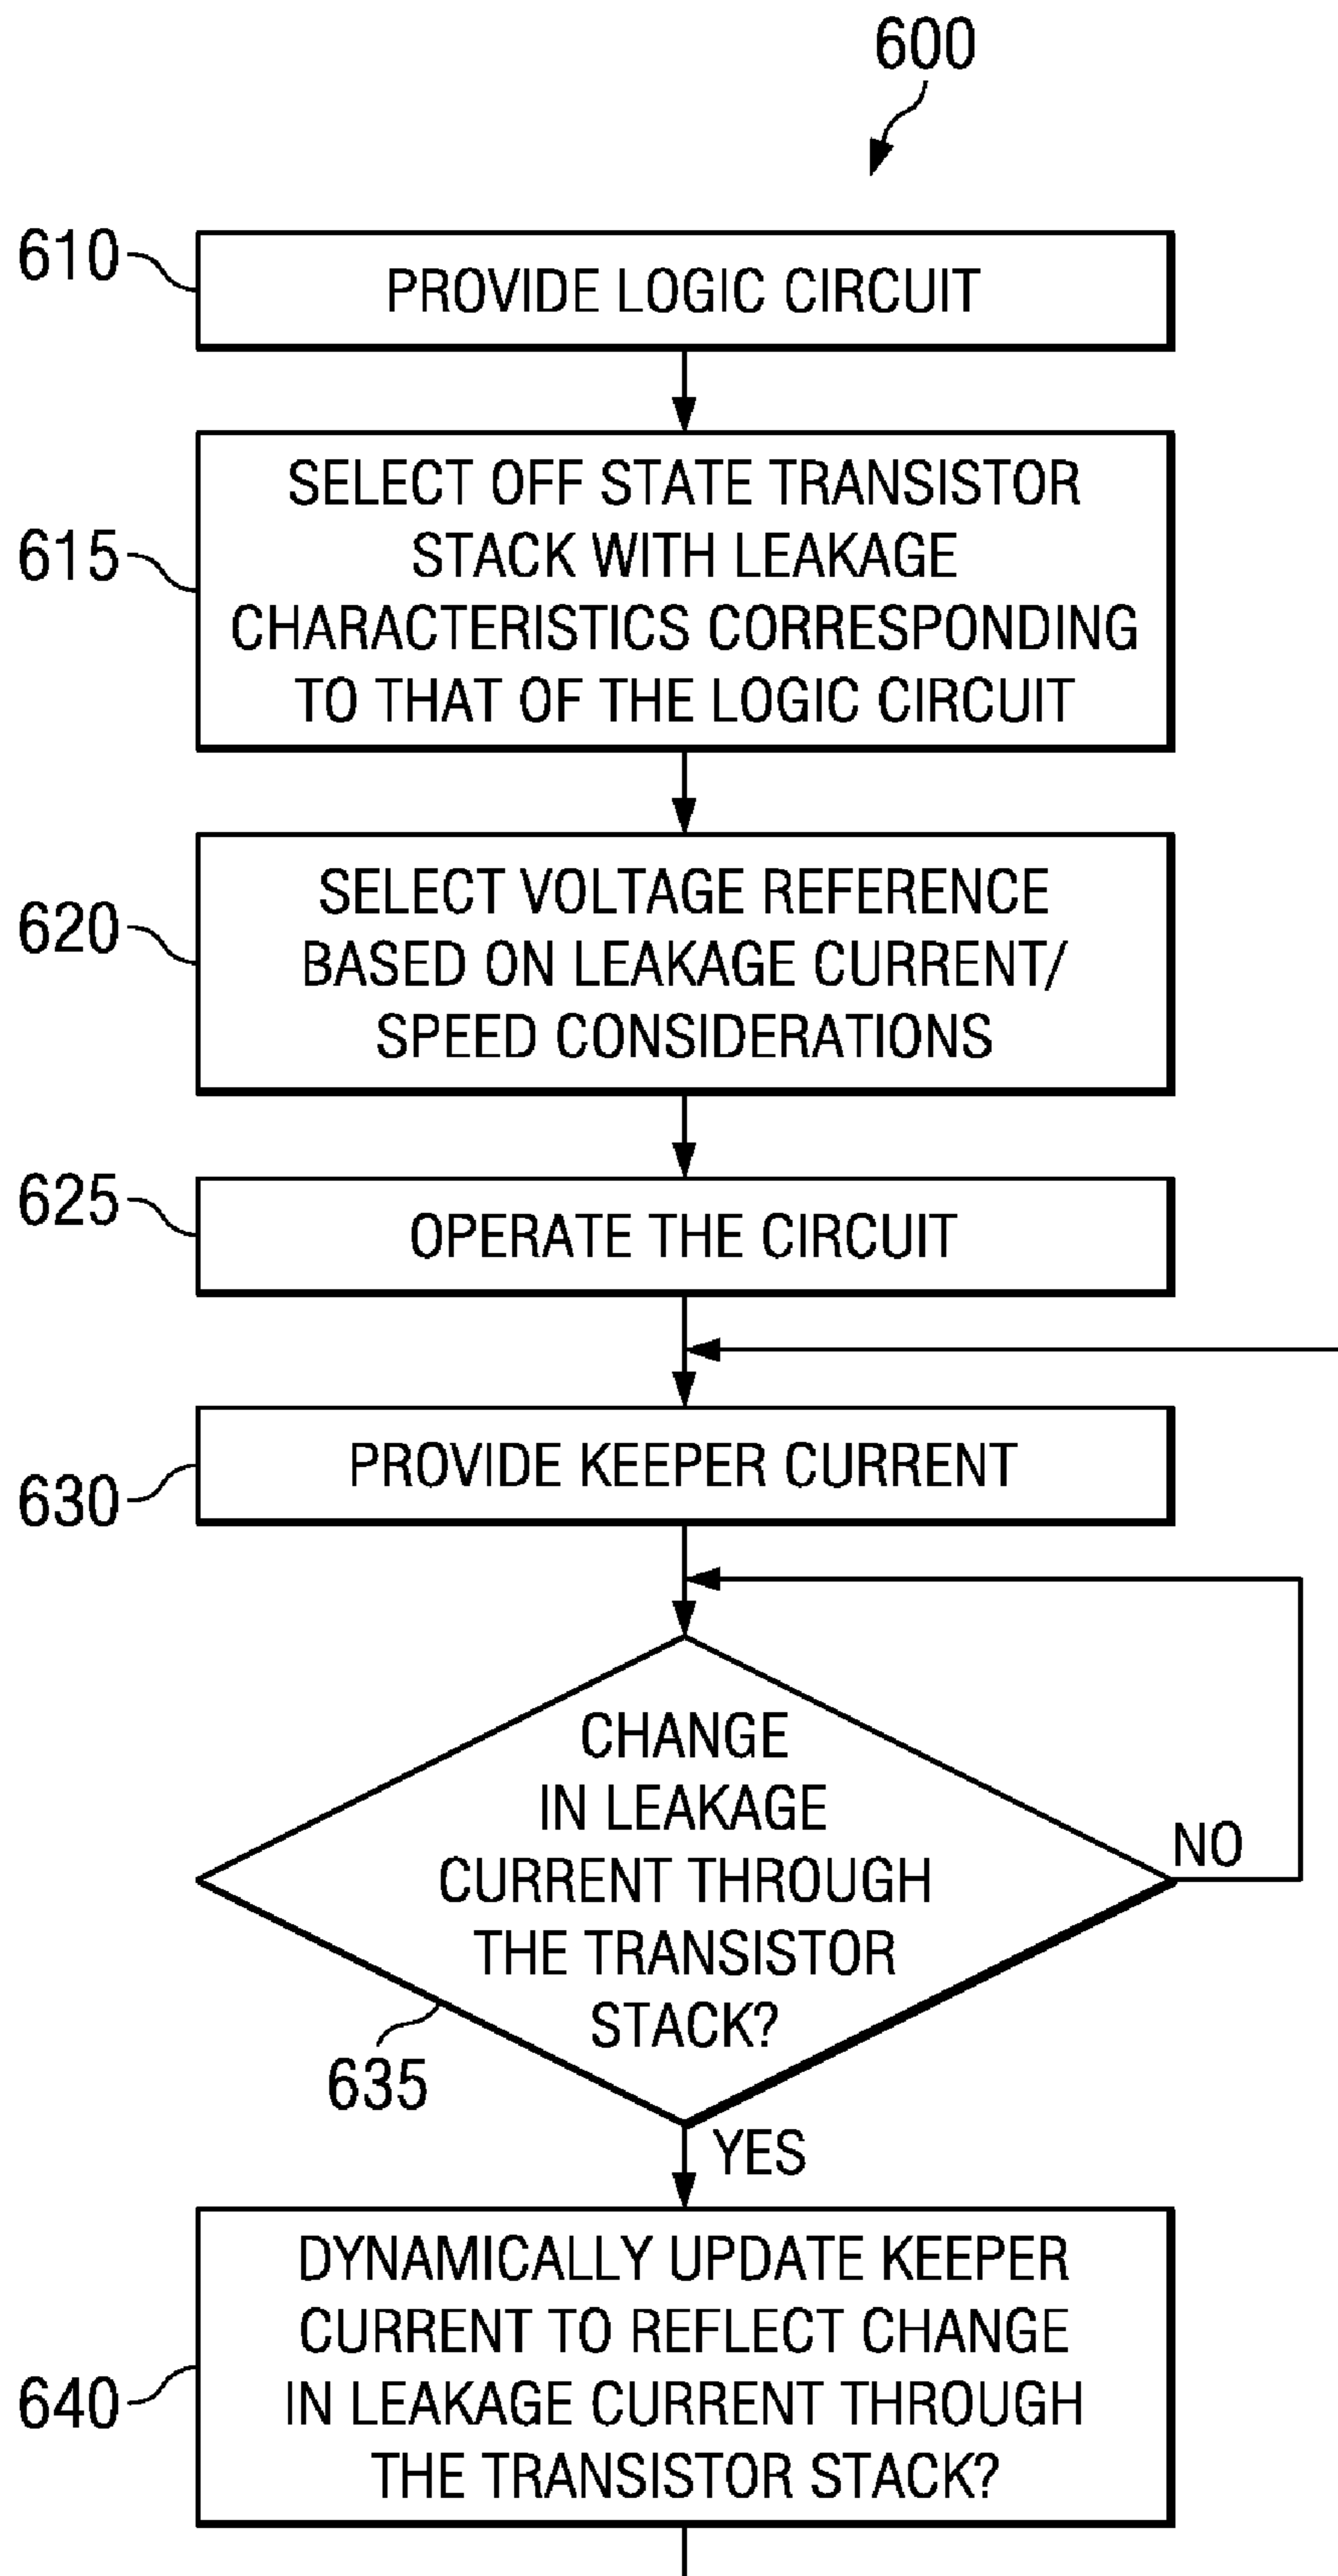 600
610
PROVIDE LOGIC CIRCUIT
615
SELECT OFF STATE TRANSISTOR
STACK WITH LEAKAGE
CHARACTERISTICS CORRESPONDING
TO THAT OF THE LOGIC CIRCUIT
620
SELECT VOLTAGE REFERENCE
BASED ON LEAKAGE CURRENT/
SPEED CONSIDERATIONS
625
OPERATE THE CIRCUIT
630
PROVIDE KEEPER CURRENT
CHANGE
IN LEAKAGE
CURRENT THROUGH
THE TRANSISTOR
STACK?
NO
635
YES
640
DYNAMICALLY UPDATE KEEPER
CURRENT TO REFLECT CHANGE
IN LEAKAGE CURRENT THROUGH
THE TRANSISTOR STACK?